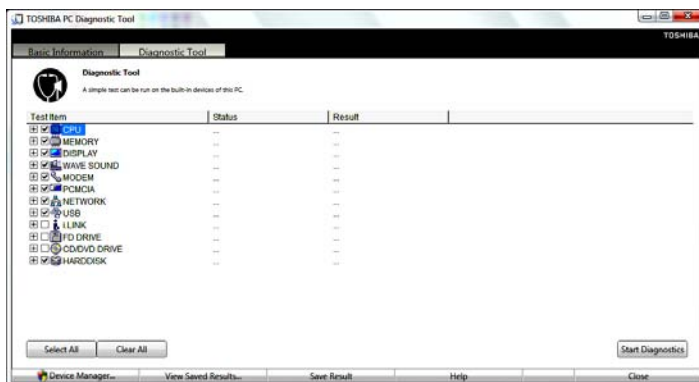 TOSHIBA PC Diagnostic Tool
TOSHIBA
Basic Information Diagnostic Tool
Diagnostic Tool
A simple test can be run on the built-in devices of this PC.
Test Item Status Result
CPU ... ...
MEMORY ... ...
DISPLAY ... ...
WAVE SOUND ... ...
MODEM ... ...
PCMCIA ... ...
NETWORK ... ...
USB ... ...
i.LINK ... ...
FD DRIVE ... ...
CD/DVD DRIVE ... ...
HARDDISK ... ...
Select All Clear All Start Diagnostics
Device Manager... View Saved Results... Save Result Help Close